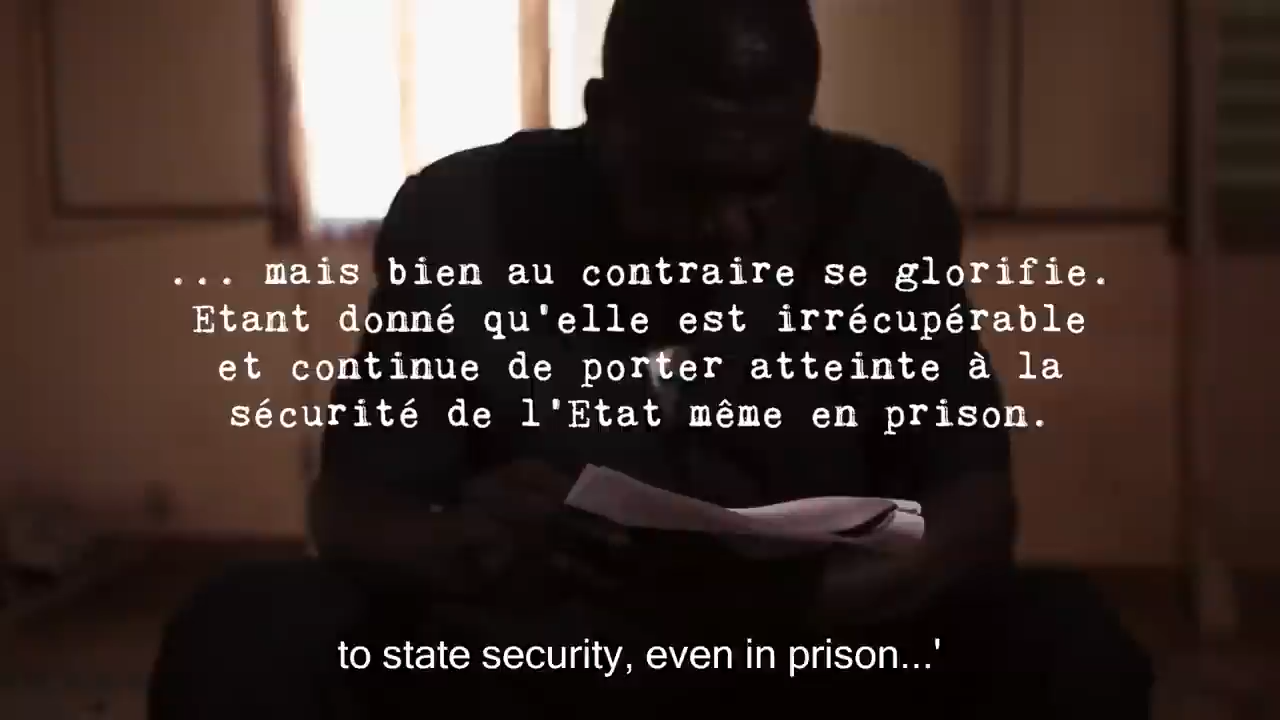 ... mais bien au contraire se glorifie.
Etant donné qu'elle est irrécupérable
et continue de porter atteinte à la
sécurité de l'Etat même en prison.
to state security, even in prison...'